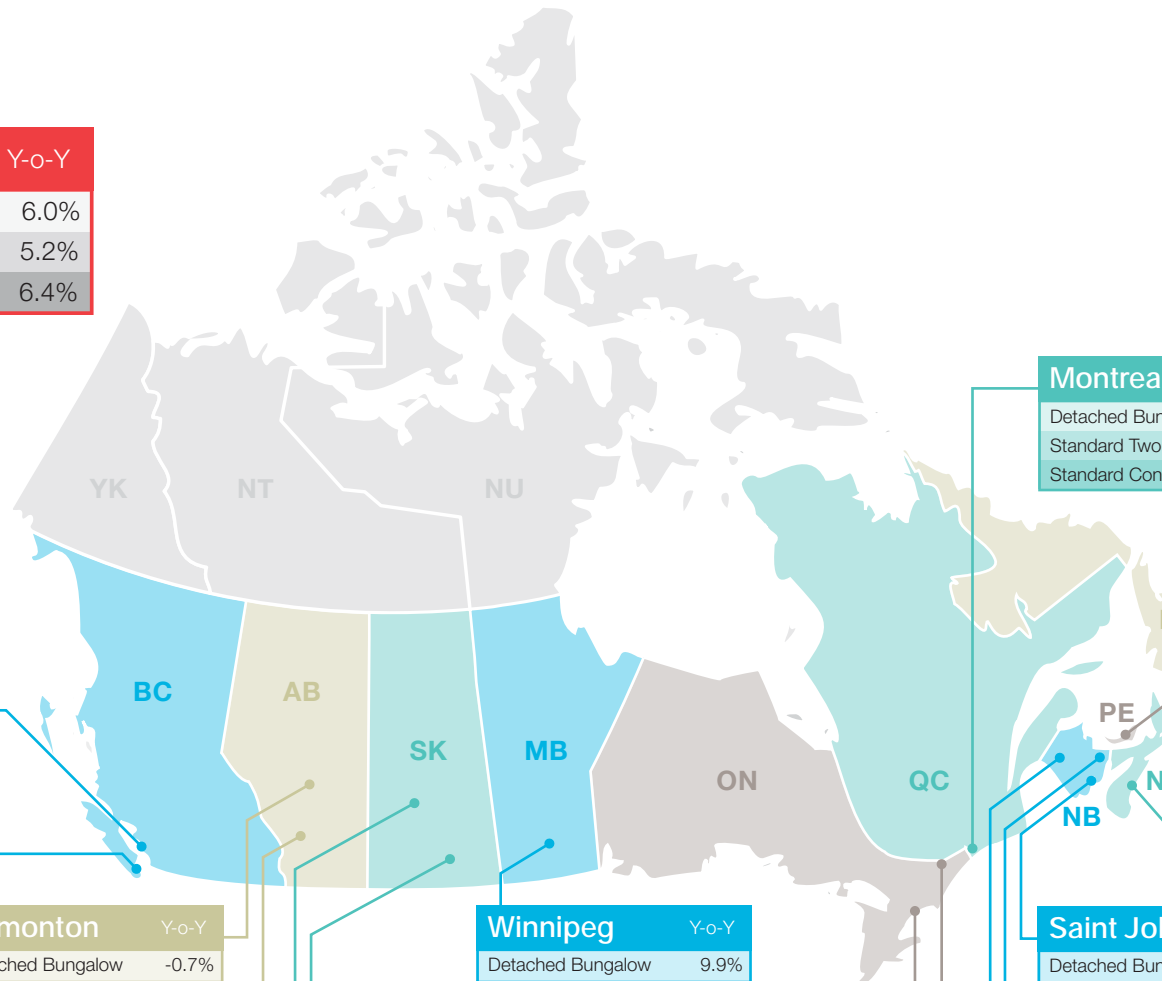 Y-o-Y
6.0%
5.2%
6.4%
Montrea
Detached Bun
Standard Two
Standard Con
YK
NT
NU
BC
AB
SK
MB
ON
QC
PE
NB
N
monton Y-o-Y
ched Bungalow -0.7%
Winnipeg Y-o-Y
Detached Bungalow 9.9%
Saint Jo
Detached Bun